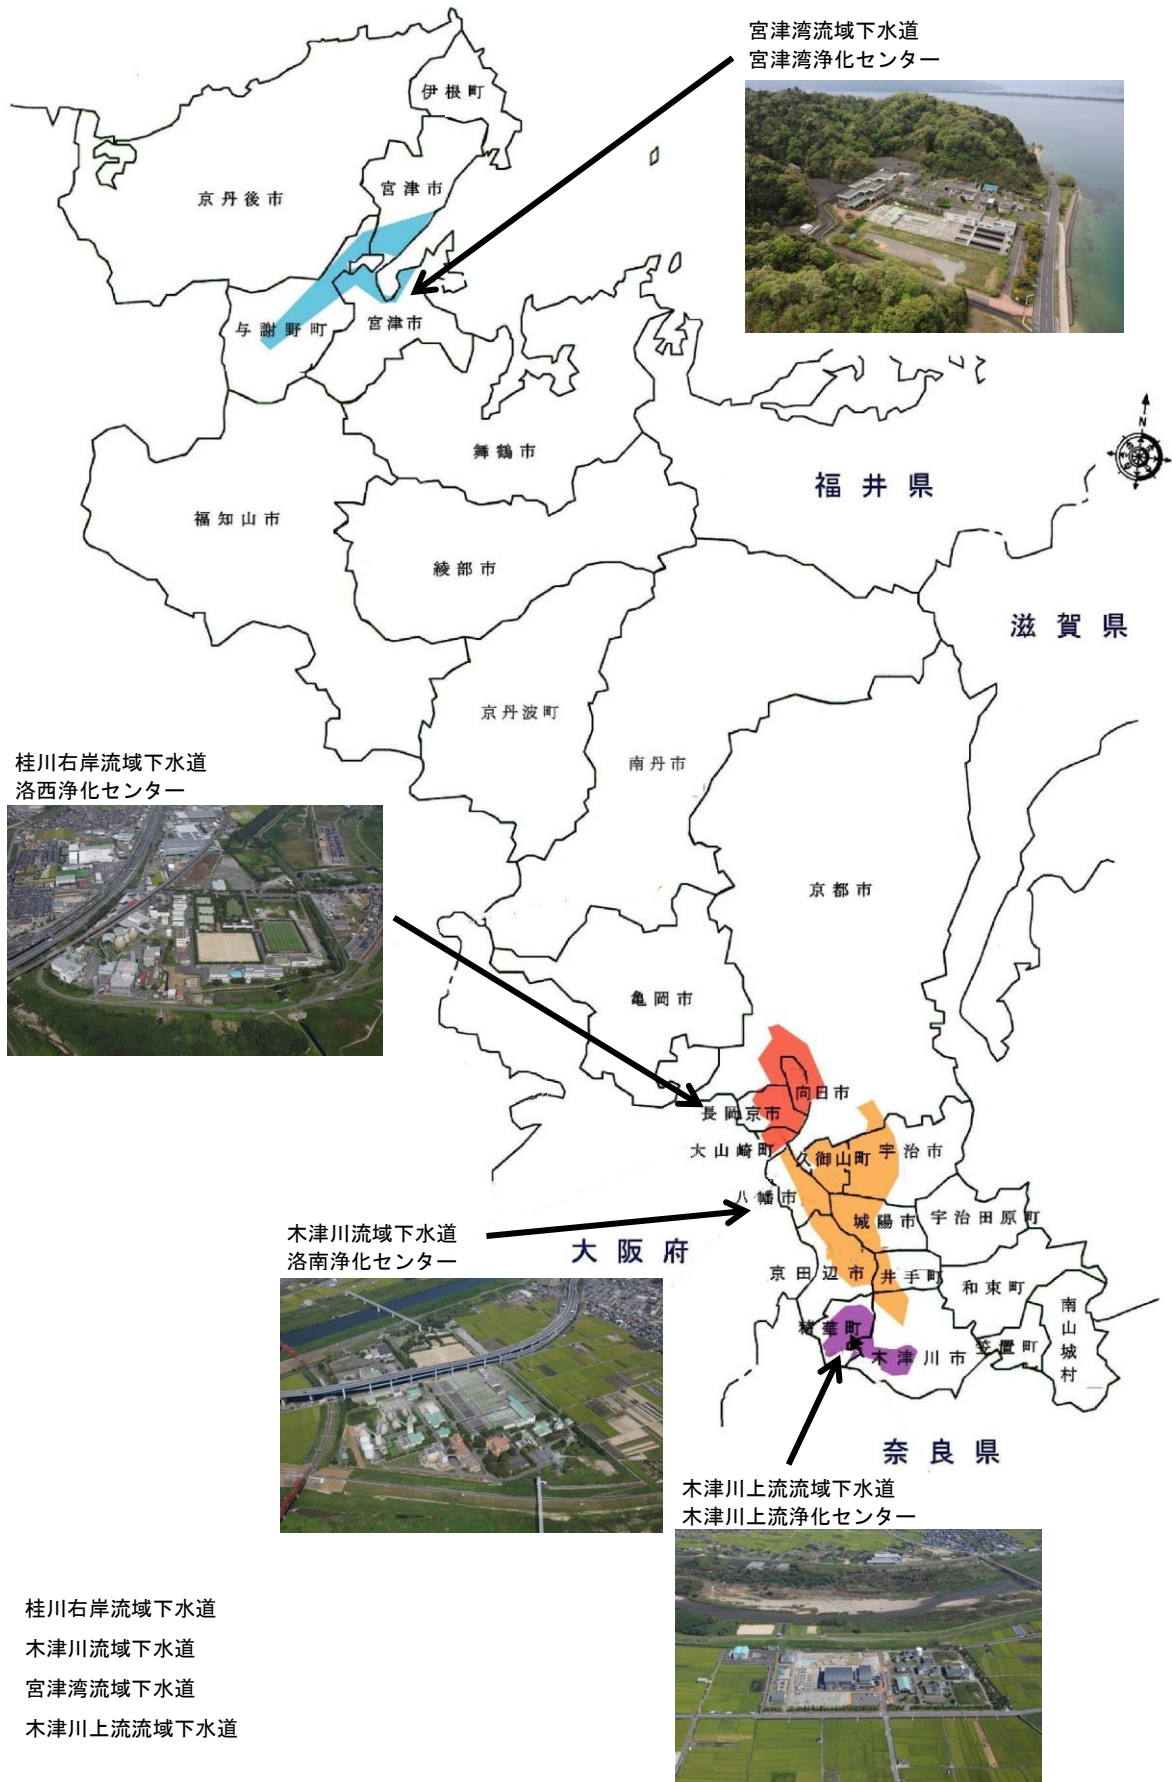 宮津湾流域下水道
宮津湾浄化センター
伊根町
宮津市
京丹後市
与謝野町
宮津市
舞鶴市
N
福井県
福知山市
綾部市
滋賀県
京丹波町
南丹市
桂川右岸流域下水道
洛西浄化センター
京都市
亀岡市
向日市
長岡京市
大山崎町
久御山町
宇治市
八幡市
城陽市
宇治田原町
木津川流域下水道
洛南浄化センター
大阪府
京田辺市
井手町
和束町
南山城村
精華町
笠置町
木津川市
奈良県
木津川上流流域下水道
木津川上流浄化センター
桂川右岸流域下水道
木津川流域下水道
宮津湾流域下水道
木津川上流流域下水道